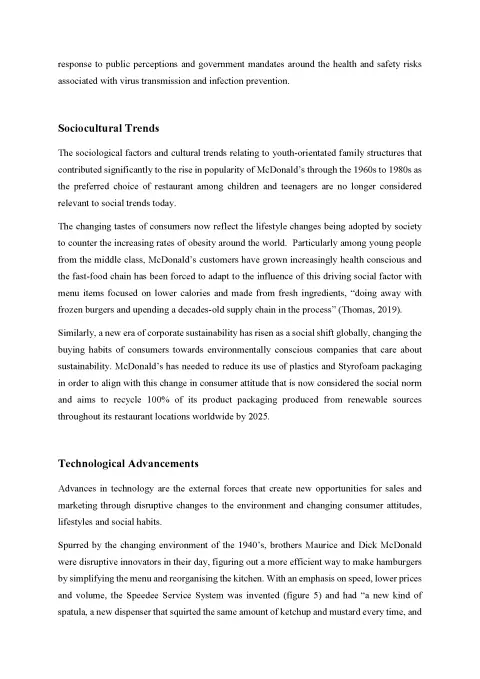 response to public perceptions and government mandates around the health and safety risks
associated with virus transmission and infection prevention.
Sociocultural Trends
The sociological factors and cultural trends relating to youth-orientated family structures that
contributed significantly to the rise in popularity of McDonald's through the 1960s to 1980s as
the preferred choice of restaurant among children and teenagers are no longer considered
relevant to social trends today.
The changing tastes of consumers now reflect the lifestyle changes being adopted by society
to counter the increasing rates of obesity around the world.  Particularly among young people
from the middle class, McDonald's customers have grown increasingly health conscious and
the fast-food chain has been forced to adapt to the influence of this driving social factor with
menu items focused on lower calories and made from fresh ingredients, “doing away with
frozen burgers and upending a decades-old supply chain in the process” (Thomas, 2019).
Similarly, a new era of corporate sustainability has risen as a social shift globally, changing the
buying habits of consumers towards environmentally conscious companies that care about
sustainability. McDonald's has needed to reduce its use of plastics and Styrofoam packaging
in order to align with this change in consumer attitude that is now considered the social norm
and aims to recycle 100% of its product packaging produced from renewable sources
throughout its restaurant locations worldwide by 2025.
Technological Advancements
Advances in technology are the external forces that create new opportunities for sales and
marketing through disruptive changes to the environment and changing consumer attitudes,
lifestyles and social habits.
Spurred by the changing environment of the 1940's, brothers Maurice and Dick McDonald
were disruptive innovators in their day, figuring out a more efficient way to make hamburgers
by simplifying the menu and reorganising the kitchen. With an emphasis on speed, lower prices
and volume, the Speedee Service System was invented (figure 5) and had “a new kind of
spatula, a new dispenser that squirted the same amount of ketchup and mustard every time, and